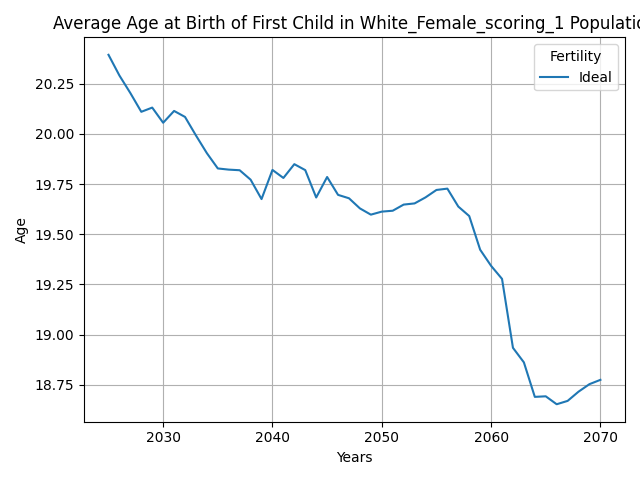 Average Age at Birth of First Child in White_Female_scoring_1 Populatio
Fertility
Ideal
20.25
20.00
19.75
19.50
19.25
19.00
18.75
Age
2030 2040 2050 2060 2070
Years